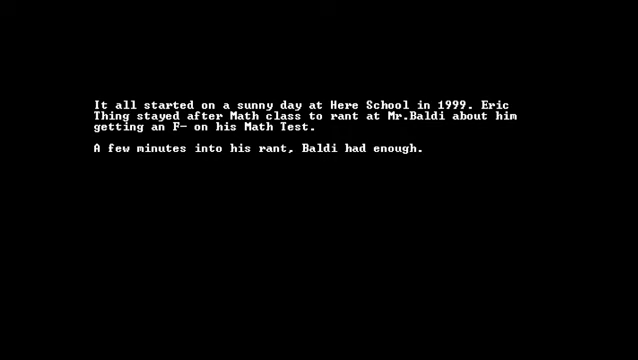 It all started on a sunny day at Here School in 1999. Eric
Thing stayed after Math class to rant at Mr.Baldi about him
getting an F- on his Math Test.
A few minutes into his rant, Baldi had enough.